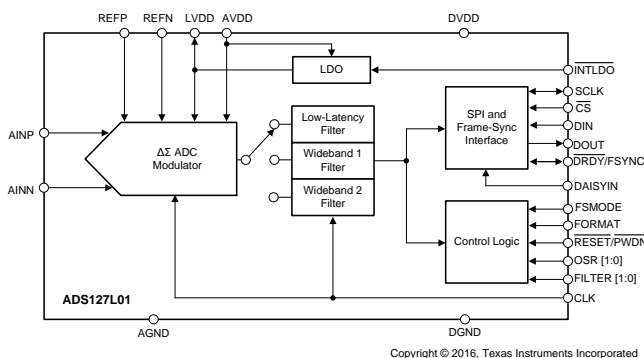 REFP REFN LVDD AVDD DVDD
LDO
INTLDO
SCLK
CS
DIN
DOUT
DRDY/FSYNC
DAISYIN
SPI and
Frame-Sync
Interface
Low-Latency
Filter
Wideband 1
Filter
Wideband 2
Filter
AINP
AINN
ΔΣ ADC
Modulator
Control Logic
FSMODE
FORMAT
RESET/PWDN
OSR [1:0]
FILTER [1:0]
CLK
ADS127L01
AGND DGND
Copyright © 2016, Texas Instruments Incorporated